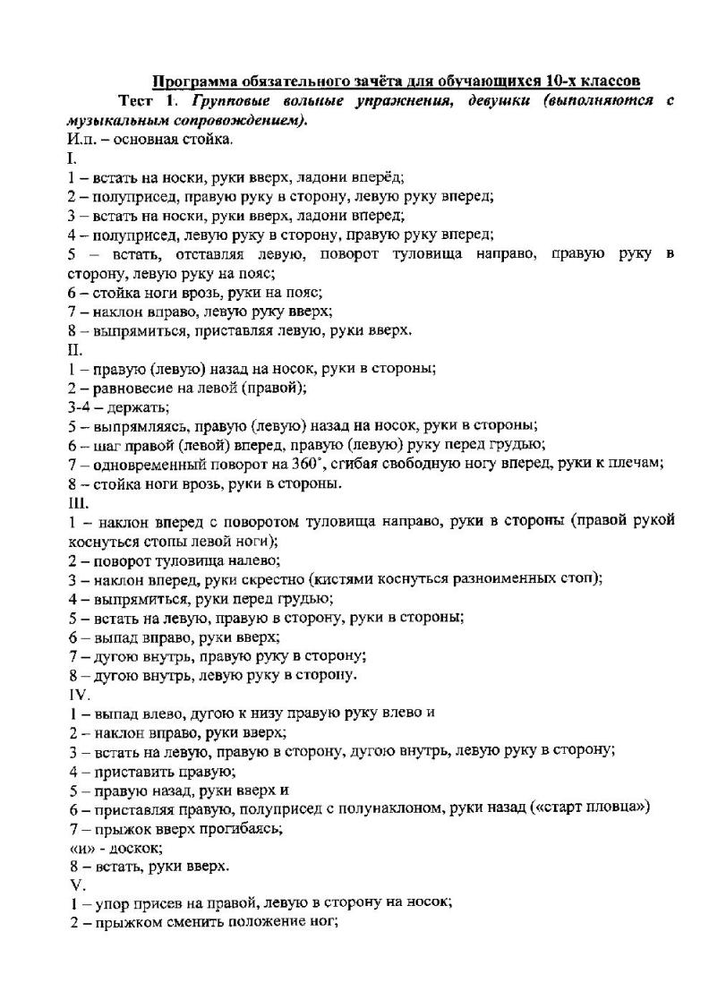 Программа обязательного зачёта для обучающихся 10-х классов
Тест 1. Групповые вольные упражнения, девушки (выполняются с
музыкальным сопровождением).
И.п. – основная стойка.
I.
1 – встать на носки, руки вверх, ладони вперёд;
2 – полуприсед, правую руку в сторону, левую руку вперед;
3 – встать на носки, руки вверх, ладони вперед;
4 – полуприсед, левую руку в сторону, правую руку вперед;
5 – встать, отставляя левую, поворот туловища направо, правую руку в
сторону, левую руку на пояс;
6 – стойка ноги врозь, руки на пояс;
7 – наклон вправо, левую руку вверх;
8 – выпрямиться, приставляя левую, руки вверх.
II.
1 – правую (левую) назад на носок, руки в стороны;
2 – равновесие на левой (правой);
3-4 – держать;
5 – выпрямляясь, правую (левую) назад на носок, руки в стороны;
6 – шаг правой (левой) вперед, правую (левую) руку перед грудью;
7 – одновременный поворот на 360˚, сгибая свободную ногу вперед, руки к плечам;
8 – стойка ноги врозь, руки в стороны.
III.
1 – наклон вперед с поворотом туловища направо, руки в стороны (правой рукой
коснуться стопы левой ноги);
2 – поворот туловища налево;
3 – наклон вперед, руки скрестно (кистями коснуться разноименных стоп);
4 – выпрямиться, руки перед грудью;
5 – встать на левую, правую в сторону, руки в стороны;
6 – выпад вправо, руки вверх;
7 – дугою внутрь, правую руку в сторону;
8 – дугою внутрь, левую руку в сторону.
IV.
1 – выпад влево, дугою к низу правую руку влево и
2 – наклон вправо, руки вверх;
3 – встать на левую, правую в сторону, дугою внутрь, левую руку в сторону;
4 – приставить правую;
5 – правую назад, руки вверх и
6 – приставляя правую, полуприсед с полунаклоном, руки назад («старт пловца»)
7 – прыжок вверх прогибаясь;
«и» - доскок;
8 – встать, руки вверх.
V.
1 – упор присев на правой, левую в сторону на носок;
2 – прыжком сменить положение ног;